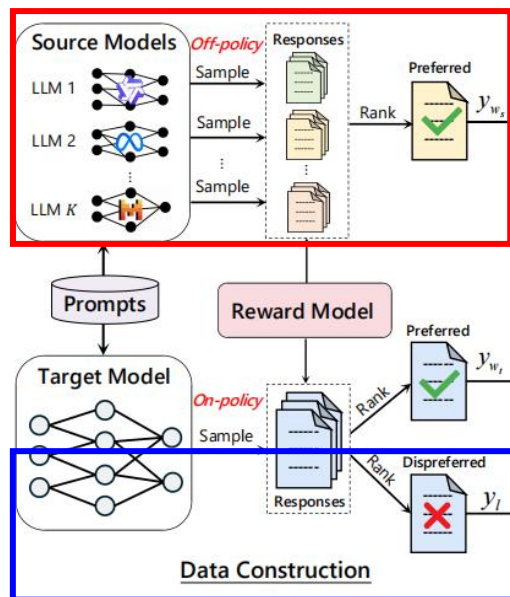 Source Models
Off-policy
Responses
LLM 1
Sample
Preferred
LLM 2
Sample
Rank
y_{w_s}
⋮
⋮
⋮
LLM K
Sample
Prompts
Reward Model
Target Model
On-policy
Sample
Responses
Rank
Preferred
y_{w_t}
Rank
Dispreferred
y_l
Data Construction